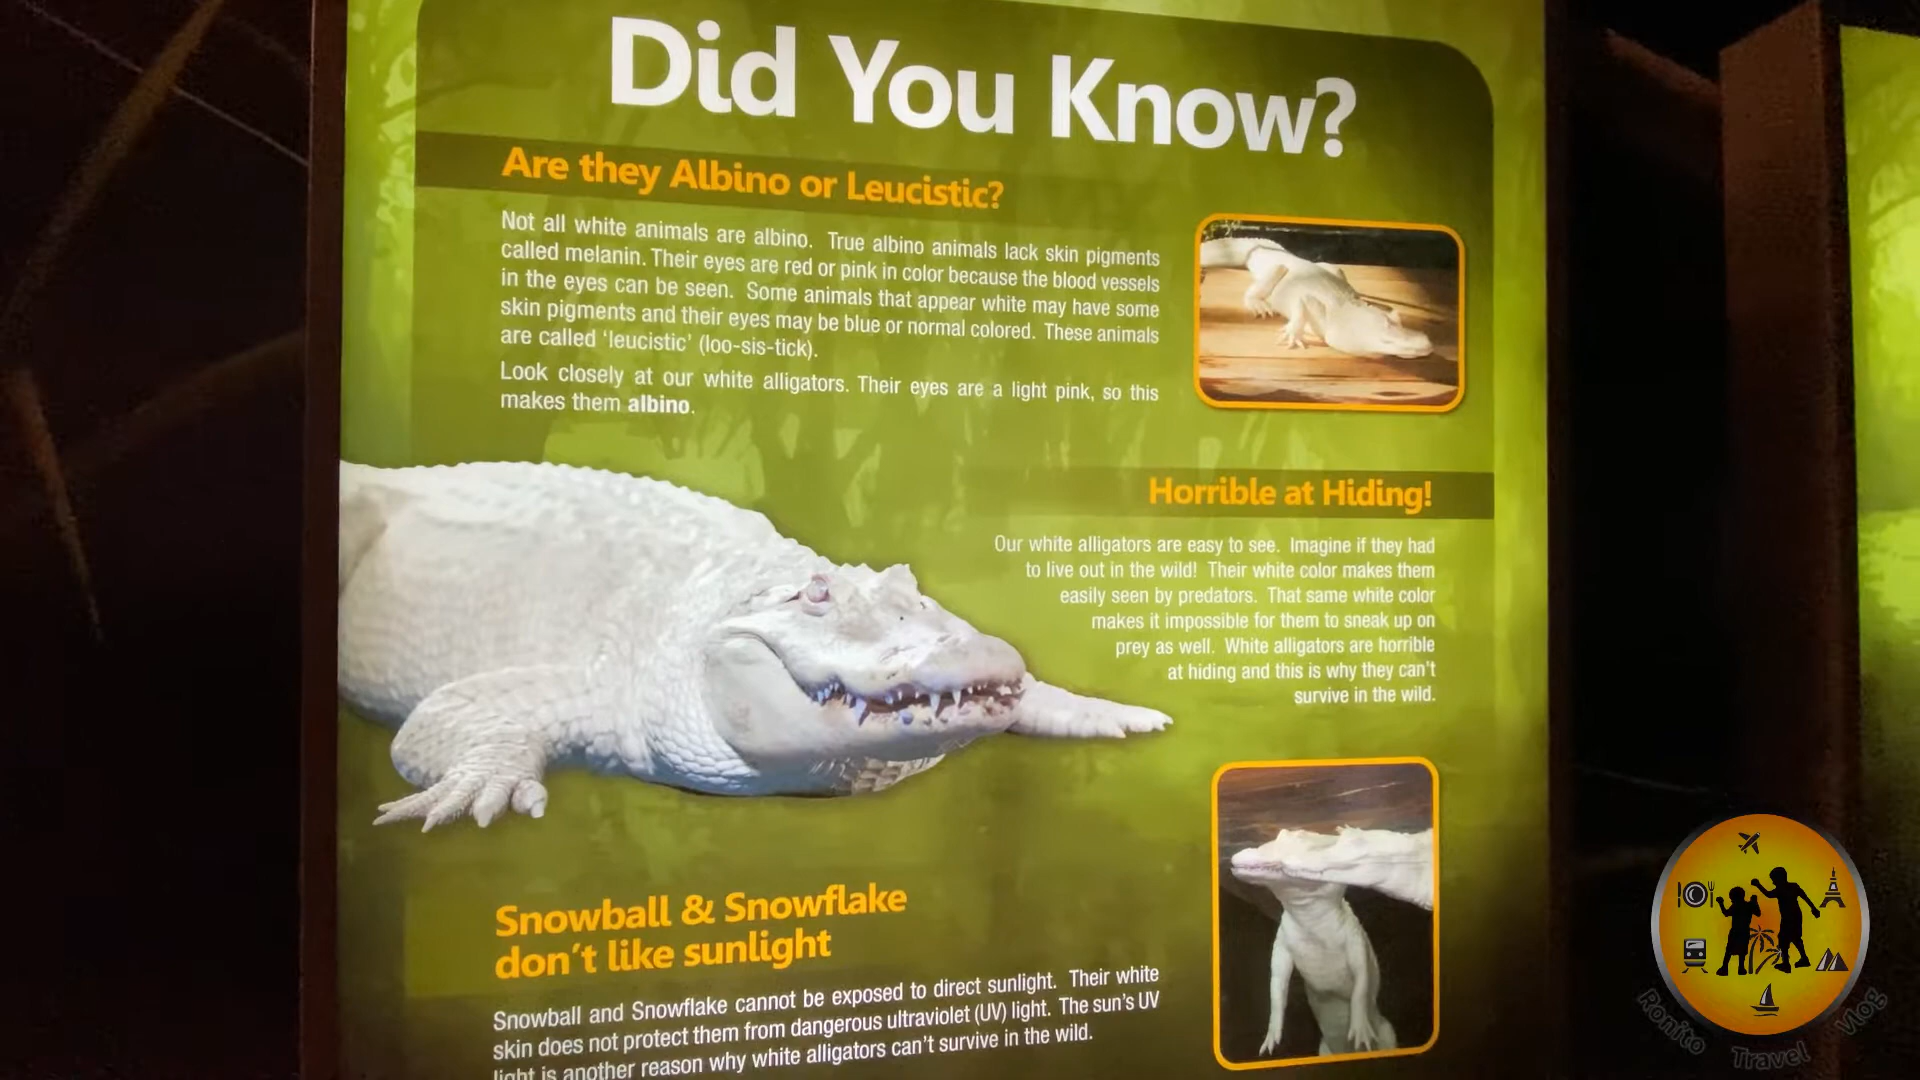 Did You Know?
Are they Albino or Leucistic?
Not all white animals are albino. True albino animals lack skin pigments
called melanin. Their eyes are red or pink in color because the blood vessels
in the eyes can be seen. Some animals that appear white may have some
skin pigments and their eyes may be blue or normal colored. These animals
are called ‘leucistic’ (loo-sis-tick).
Look closely at our white alligators. Their eyes are a light pink, so this
makes them albino.
Horrible at Hiding!
Our white alligators are easy to see. Imagine if they had
to live out in the wild! Their white color makes them
easily seen by predators. That same white color
makes it impossible for them to sneak up on
prey as well. White alligators are horrible
at hiding and this is why they can’t
survive in the wild.
Snowball & Snowflake
don’t like sunlight
Snowball and Snowflake cannot be exposed to direct sunlight. Their white
skin does not protect them from dangerous ultraviolet (UV) light. The sun’s UV
light is another reason why white alligators can’t survive in the wild.
Ronito Travel Vlog